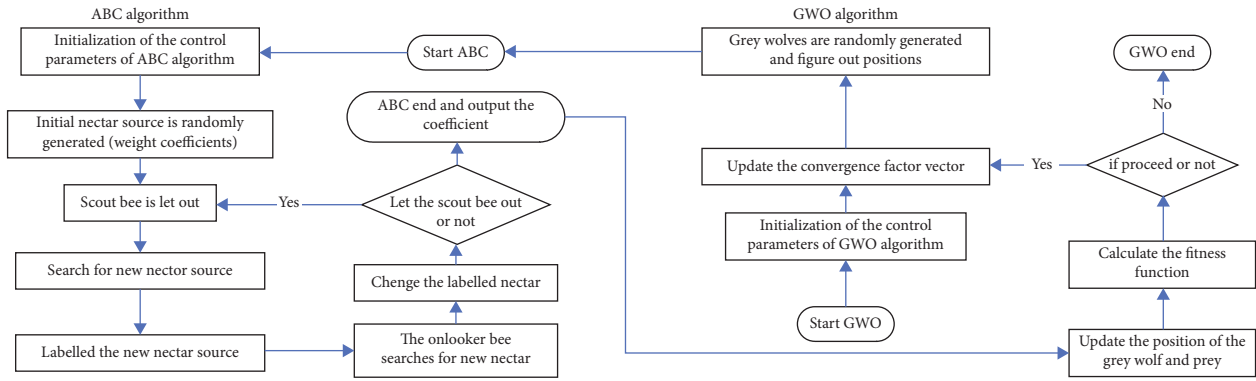 ABC algorithm
Initialization of the control
parameters of ABC algorithm
Initial nectar source is randomly
generated (weight coefficients)
Scout bee is let out
Search for new nector source
Labelled the new nectar source
Start ABC
ABC end and output the
coefficient
Yes
Let the scout bee out
or not
Chenge the labelled nectar
The onlooker bee
searches for new nectar
GWO algorithm
Grey wolves are randomly generated
and figure out positions
Update the convergence factor vector
Initialization of the control
parameters of GWO algorithm
Start GWO
GWO end
No
Yes
if proceed or not
Calculate the fitness
function
Update the position of the
grey wolf and prey